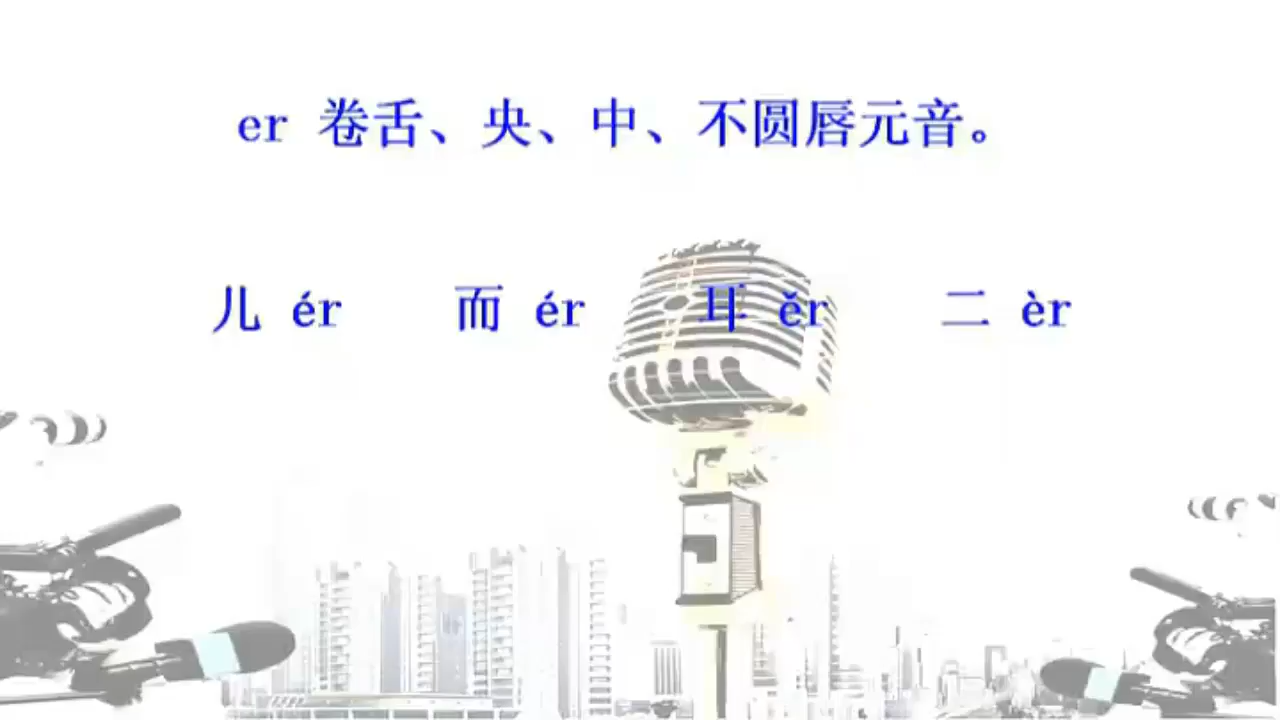 er 卷舌、央、中、不圆唇元音。
儿 ér 而 ér 耳 ěr 二 èr